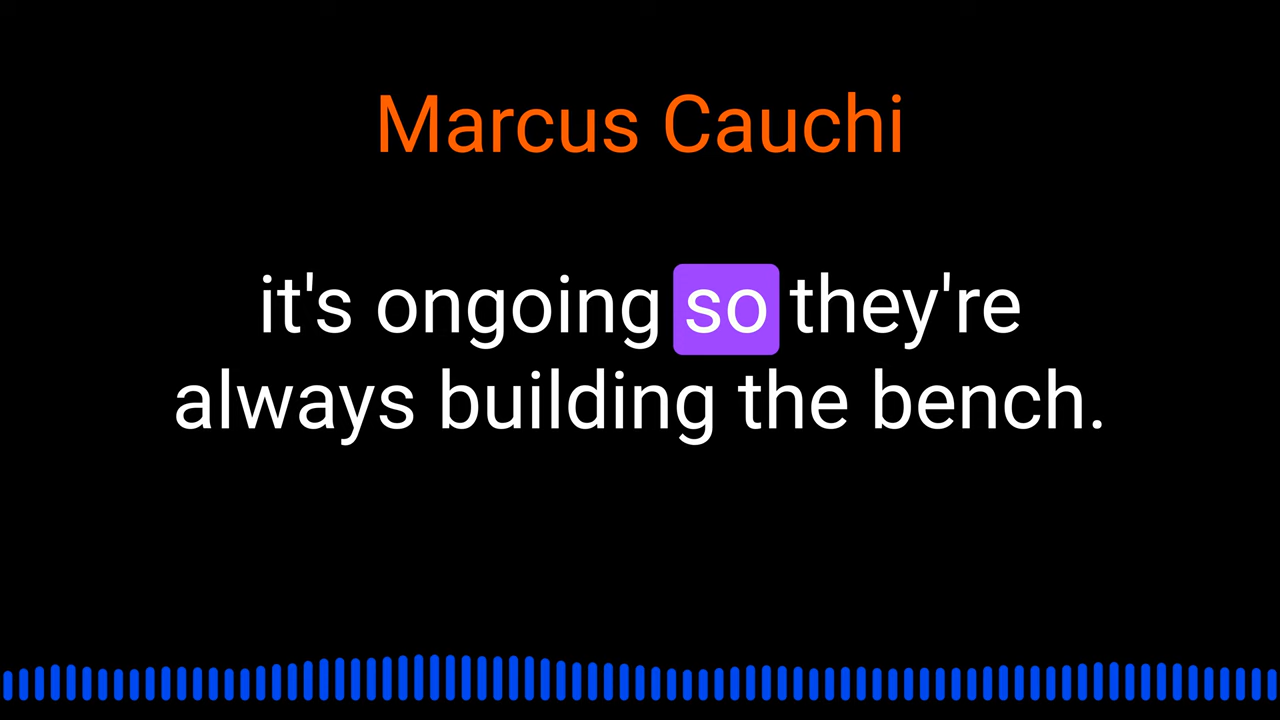 Marcus Cauchi
it's ongoing so they're
always building the bench.